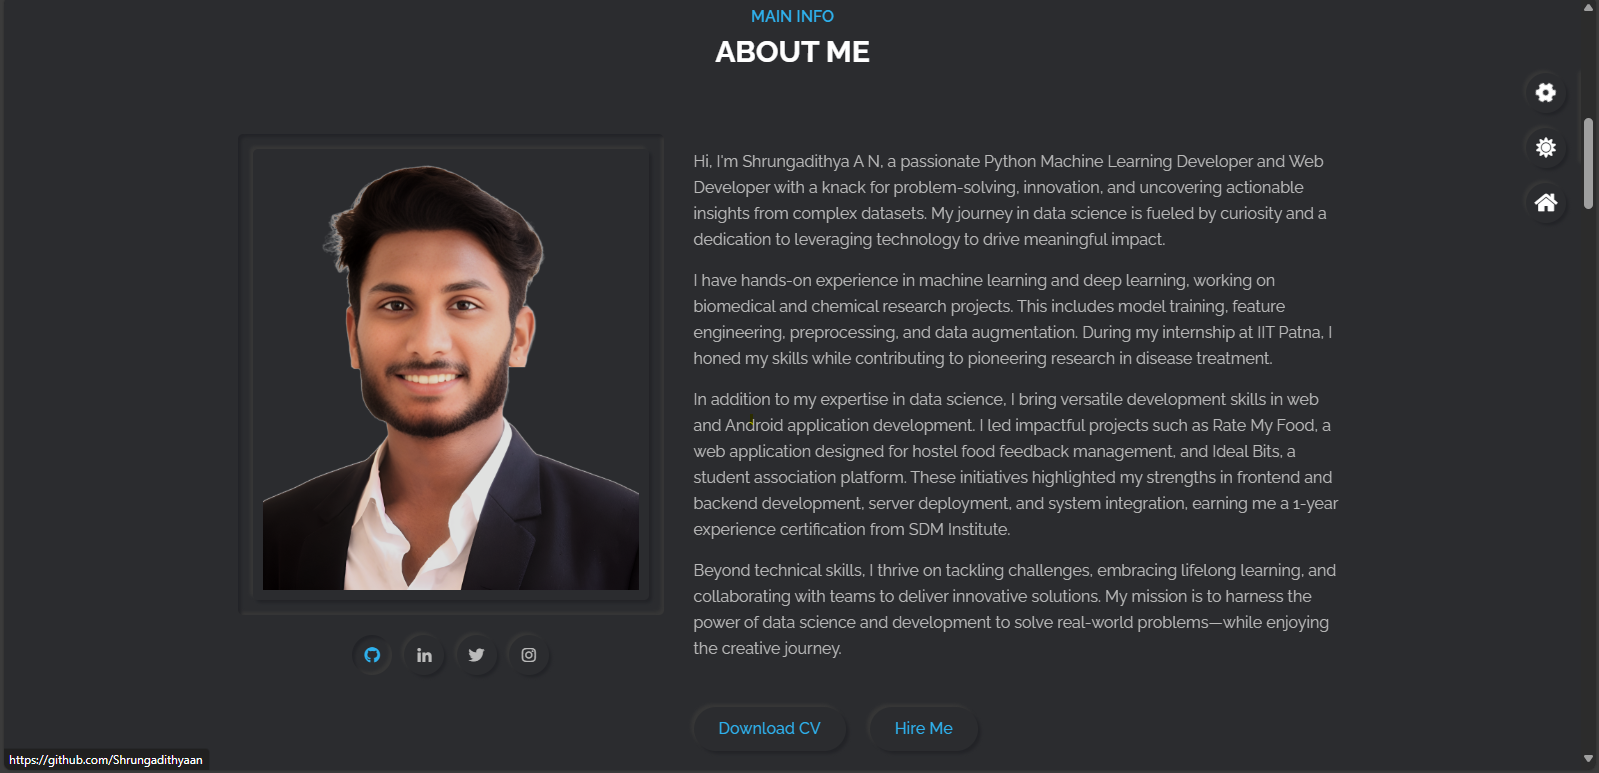 MAIN INFO
ABOUT ME
Hi, I'm Shrungadithya A N, a passionate Python Machine Learning Developer and Web
Developer with a knack for problem-solving, innovation, and uncovering actionable
insights from complex datasets. My journey in data science is fueled by curiosity and a
dedication to leveraging technology to drive meaningful impact.
I have hands-on experience in machine learning and deep learning, working on
biomedical and chemical research projects. This includes model training, feature
engineering, preprocessing, and data augmentation. During my internship at IIT Patna, I
honed my skills while contributing to pioneering research in disease treatment.
In addition to my expertise in data science, I bring versatile development skills in web
and Android application development. I led impactful projects such as Rate My Food, a
web application designed for hostel food feedback management, and Ideal Bits, a
student association platform. These initiatives highlighted my strengths in frontend and
backend development, server deployment, and system integration, earning me a 1-year
experience certification from SDM Institute.
Beyond technical skills, I thrive on tackling challenges, embracing lifelong learning, and
collaborating with teams to deliver innovative solutions. My mission is to harness the
power of data science and development to solve real-world problems—while enjoying
the creative journey.
Download CV
Hire Me
https://github.com/Shrungadithyaan